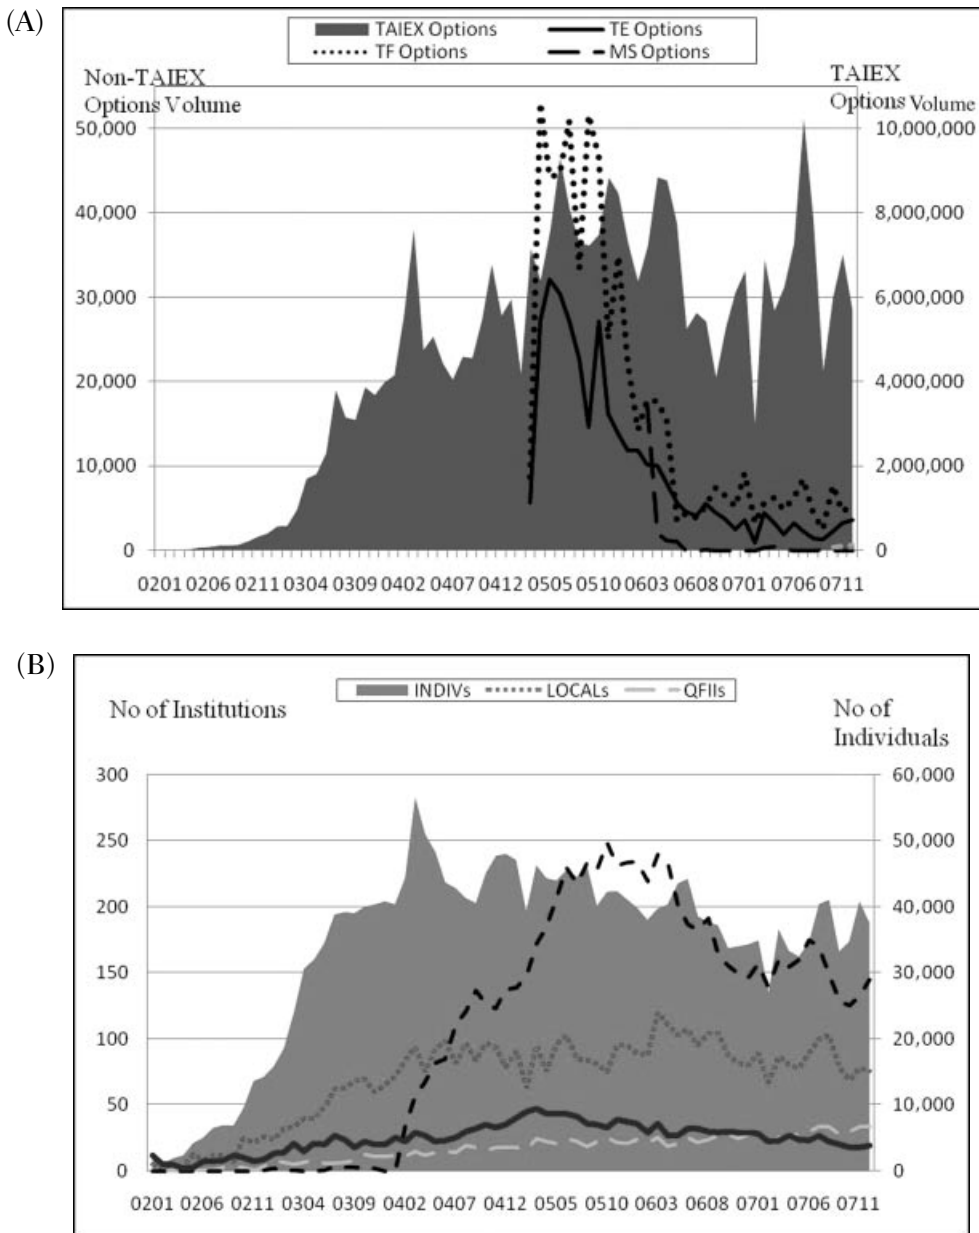 (A)
TAIEX Options TE Options
TF Options MS Options
Non-TAIEX
Options Volume
TAIEX
Options Volume
50,000 10,000,000
40,000 8,000,000
30,000 6,000,000
20,000 4,000,000
10,000 2,000,000
0 0
0201 0206 0211 0304 0309 0402 0407 0412 0505 0510 0603 0608 0701 0706 0711
(B)
INDIVs LOCALs QFIIs
No of Institutions
No of
Individuals
300 60,000
250 50,000
200 40,000
150 30,000
100 20,000
50 10,000
0 0
0201 0206 0211 0304 0309 0402 0407 0412 0505 0510 0603 0608 0701 0706 0711